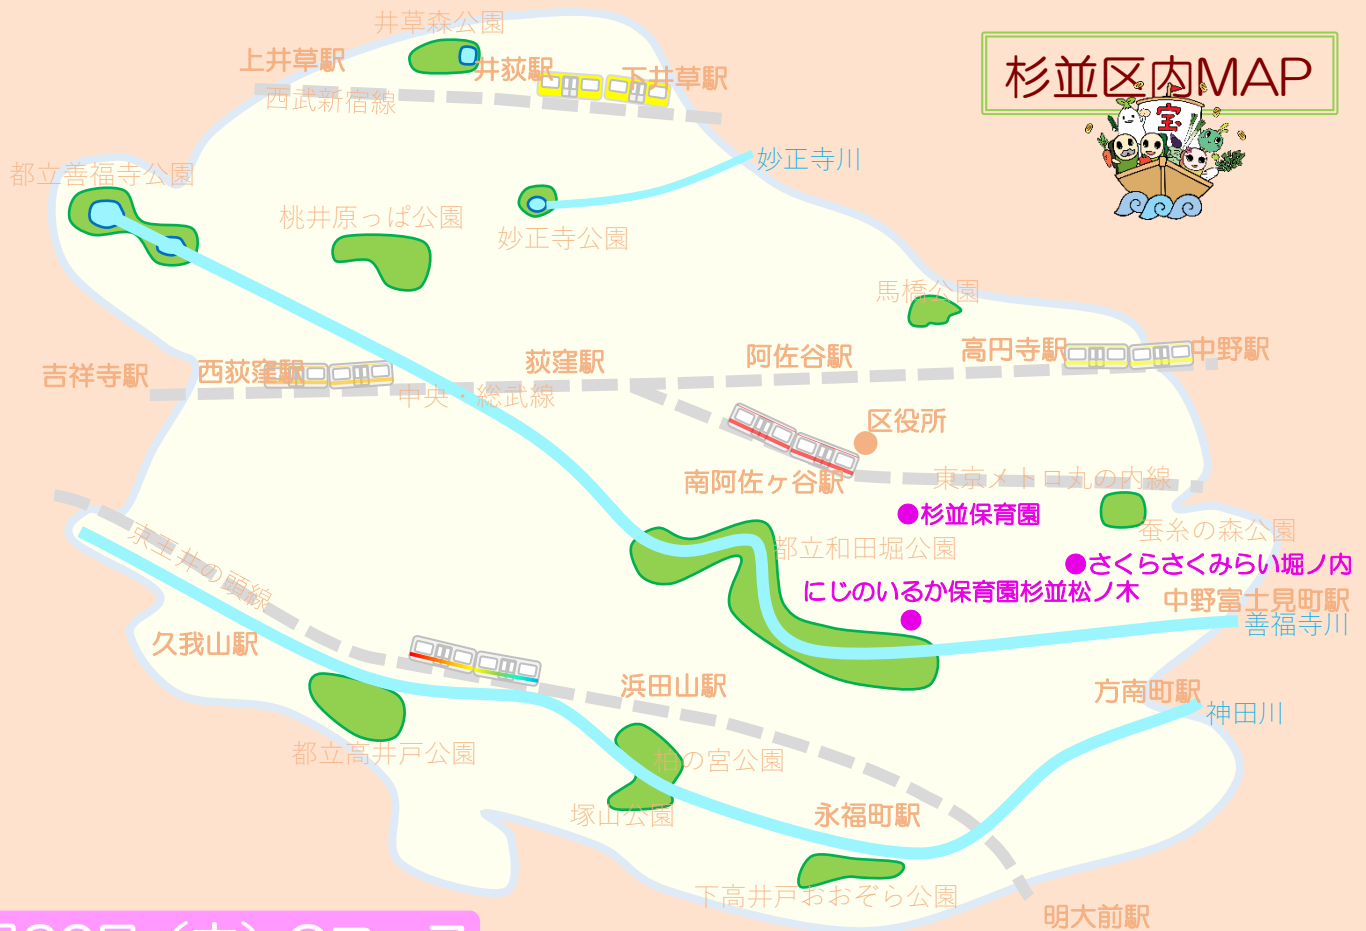 井草森公園
上井草駅
井荻駅
下井草駅
西武新宿線
杉並区内MAP
宝
妙正寺川
都立善福寺公園
桃井原っぱ公園
妙正寺公園
馬橋公園
吉祥寺駅
西荻窪駅
荻窪駅
阿佐谷駅
高円寺駅
中野駅
中央・総武線
区役所
南阿佐ヶ谷駅
東京メトロ丸の内線
杉並保育園
蚕糸の森公園
京王井の頭線
都立和田堀公園
さくらさくみらい堀ノ内
にじのいるか保育園杉並松ノ木
中野富士見町駅
善福寺川
久我山駅
浜田山駅
方南町駅
神田川
都立高井戸公園
柏の宮公園
塚山公園
永福町駅
下高井戸おおぞら公園
明大前駅